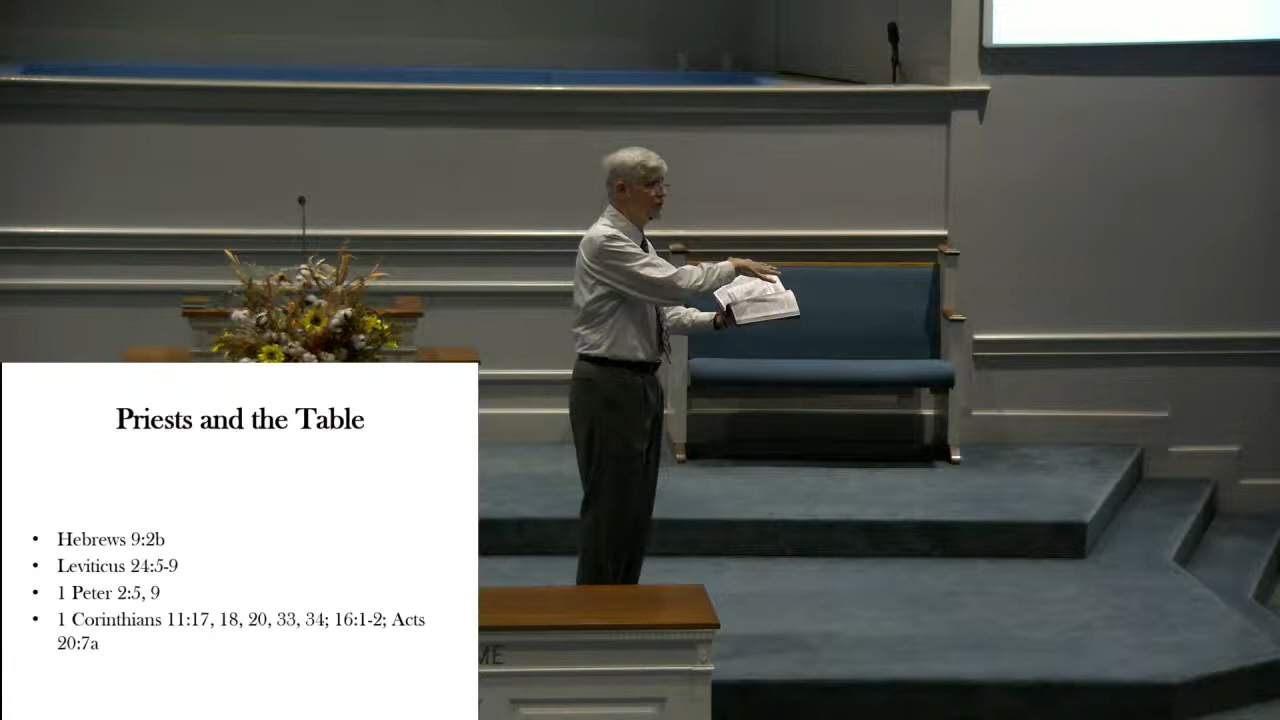 Priests and the Table
• Hebrews 9:2b
• Leviticus 24:5-9
• 1 Peter 2:5, 9
• 1 Corinthians 11:17, 18, 20, 33, 34; 16:1-2; Acts
20:7a
ME